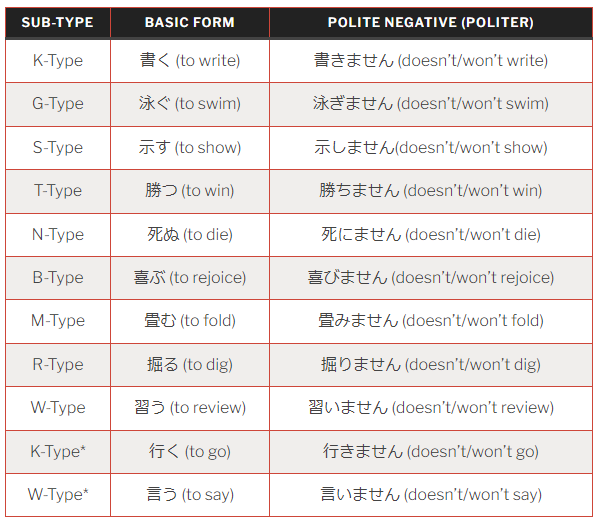 SUB-TYPE BASIC FORM POLITE NEGATIVE (POLITER)
K-Type 書く (to write) 書きません (doesn't/won't write)
G-Type 泳ぐ (to swim) 泳ぎません (doesn't/won't swim)
S-Type 示す (to show) 示しません(doesn't/won't show)
T-Type 勝つ (to win) 勝ちません (doesn't/won't win)
N-Type 死ぬ (to die) 死にません (doesn't/won't die)
B-Type 喜ぶ (to rejoice) 喜びません (doesn't/won't rejoice)
M-Type 畳む (to fold) 畳みません (doesn't/won't fold)
R-Type 掘る (to dig) 掘りません (doesn't/won't dig)
W-Type 習う (to review) 習いません (doesn't/won't review)
K-Type* 行く (to go) 行きません (doesn't/won't go)
W-Type* 言う (to say) 言いません (doesn't/won't say)